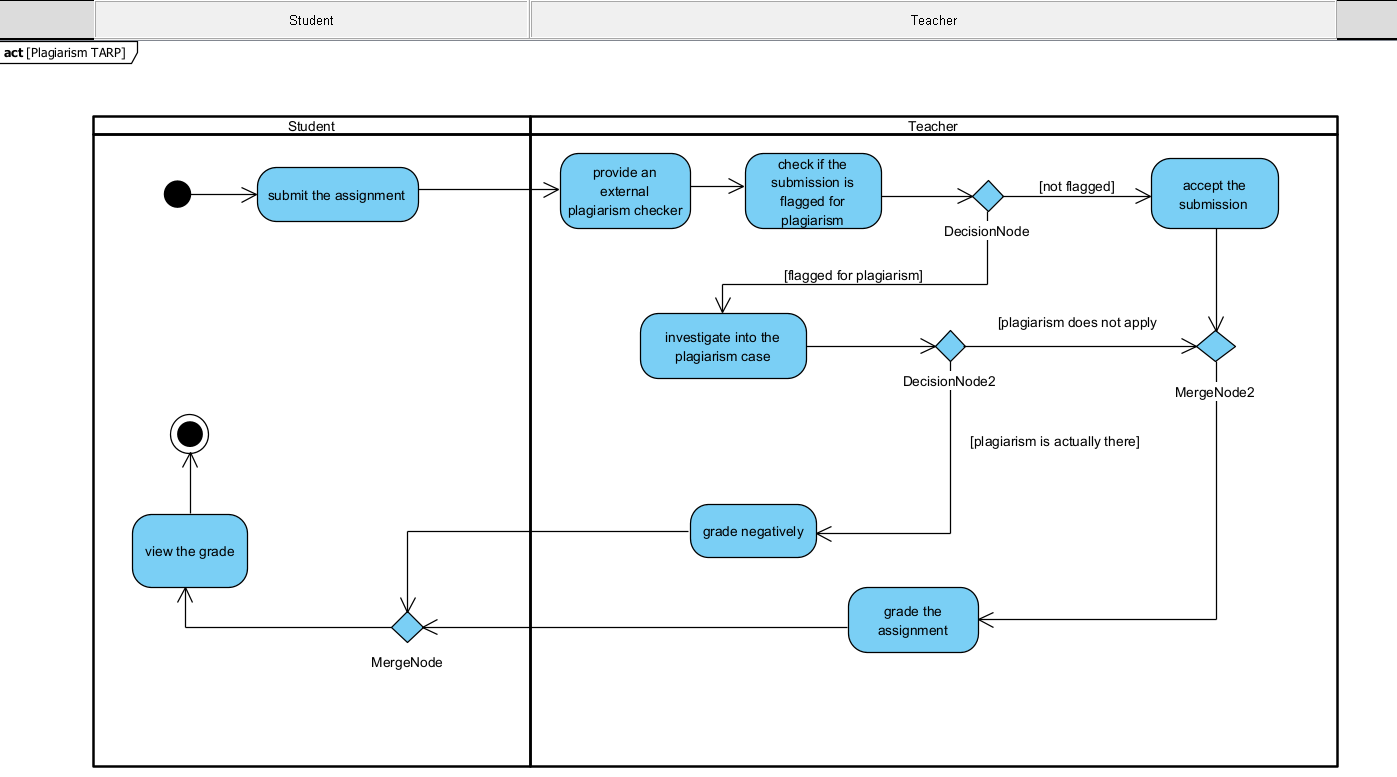 Student
Teacher
act [Plagiarism TARP]
Student
Teacher
submit the assignment
provide an
external
plagiarism checker
check if the
submission is
flagged for
plagiarism
[not flagged]
accept the
submission
DecisionNode
[flagged for plagiarism]
investigate into the
plagiarism case
[plagiarism does not apply
DecisionNode2
MergeNode2
[plagiarism is actually there]
grade negatively
view the grade
grade the
assignment
MergeNode